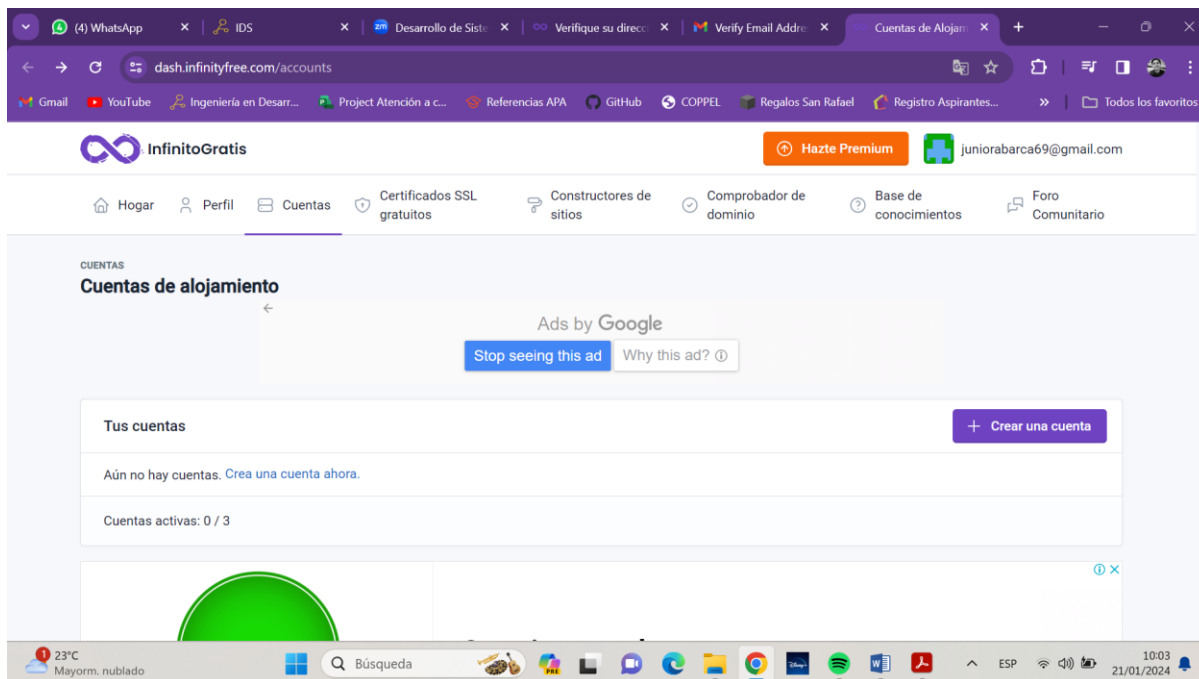 (4) WhatsApp
IDS
Desarrollo de Siste
Verifique su direcci
Verify Email Addre
Cuentas de Alojam
dash.infinityfree.com/accounts
Gmail
YouTube
Ingeniería en Desarr...
Project Atención a c...
Referencias APA
GitHub
COPPEL
Regalos San Rafael
Registro Aspirantes...
»
Todos los favoritos
InfinitoGratis
Hazte Premium
juniorabarca69@gmail.com
Hogar
Perfil
Cuentas
Certificados SSL
gratuitos
Constructores de
sitios
Comprobador de
dominio
Base de
conocimientos
Foro
Comunitario
CUENTAS
Cuentas de alojamiento
Ads by Google
Stop seeing this ad
Why this ad?
Tus cuentas
+ Crear una cuenta
Aún no hay cuentas. Crea una cuenta ahora.
Cuentas activas: 0 / 3
1
23°C
Mayorm. nublado
Búsqueda
PRE
ESP
10:03
21/01/2024